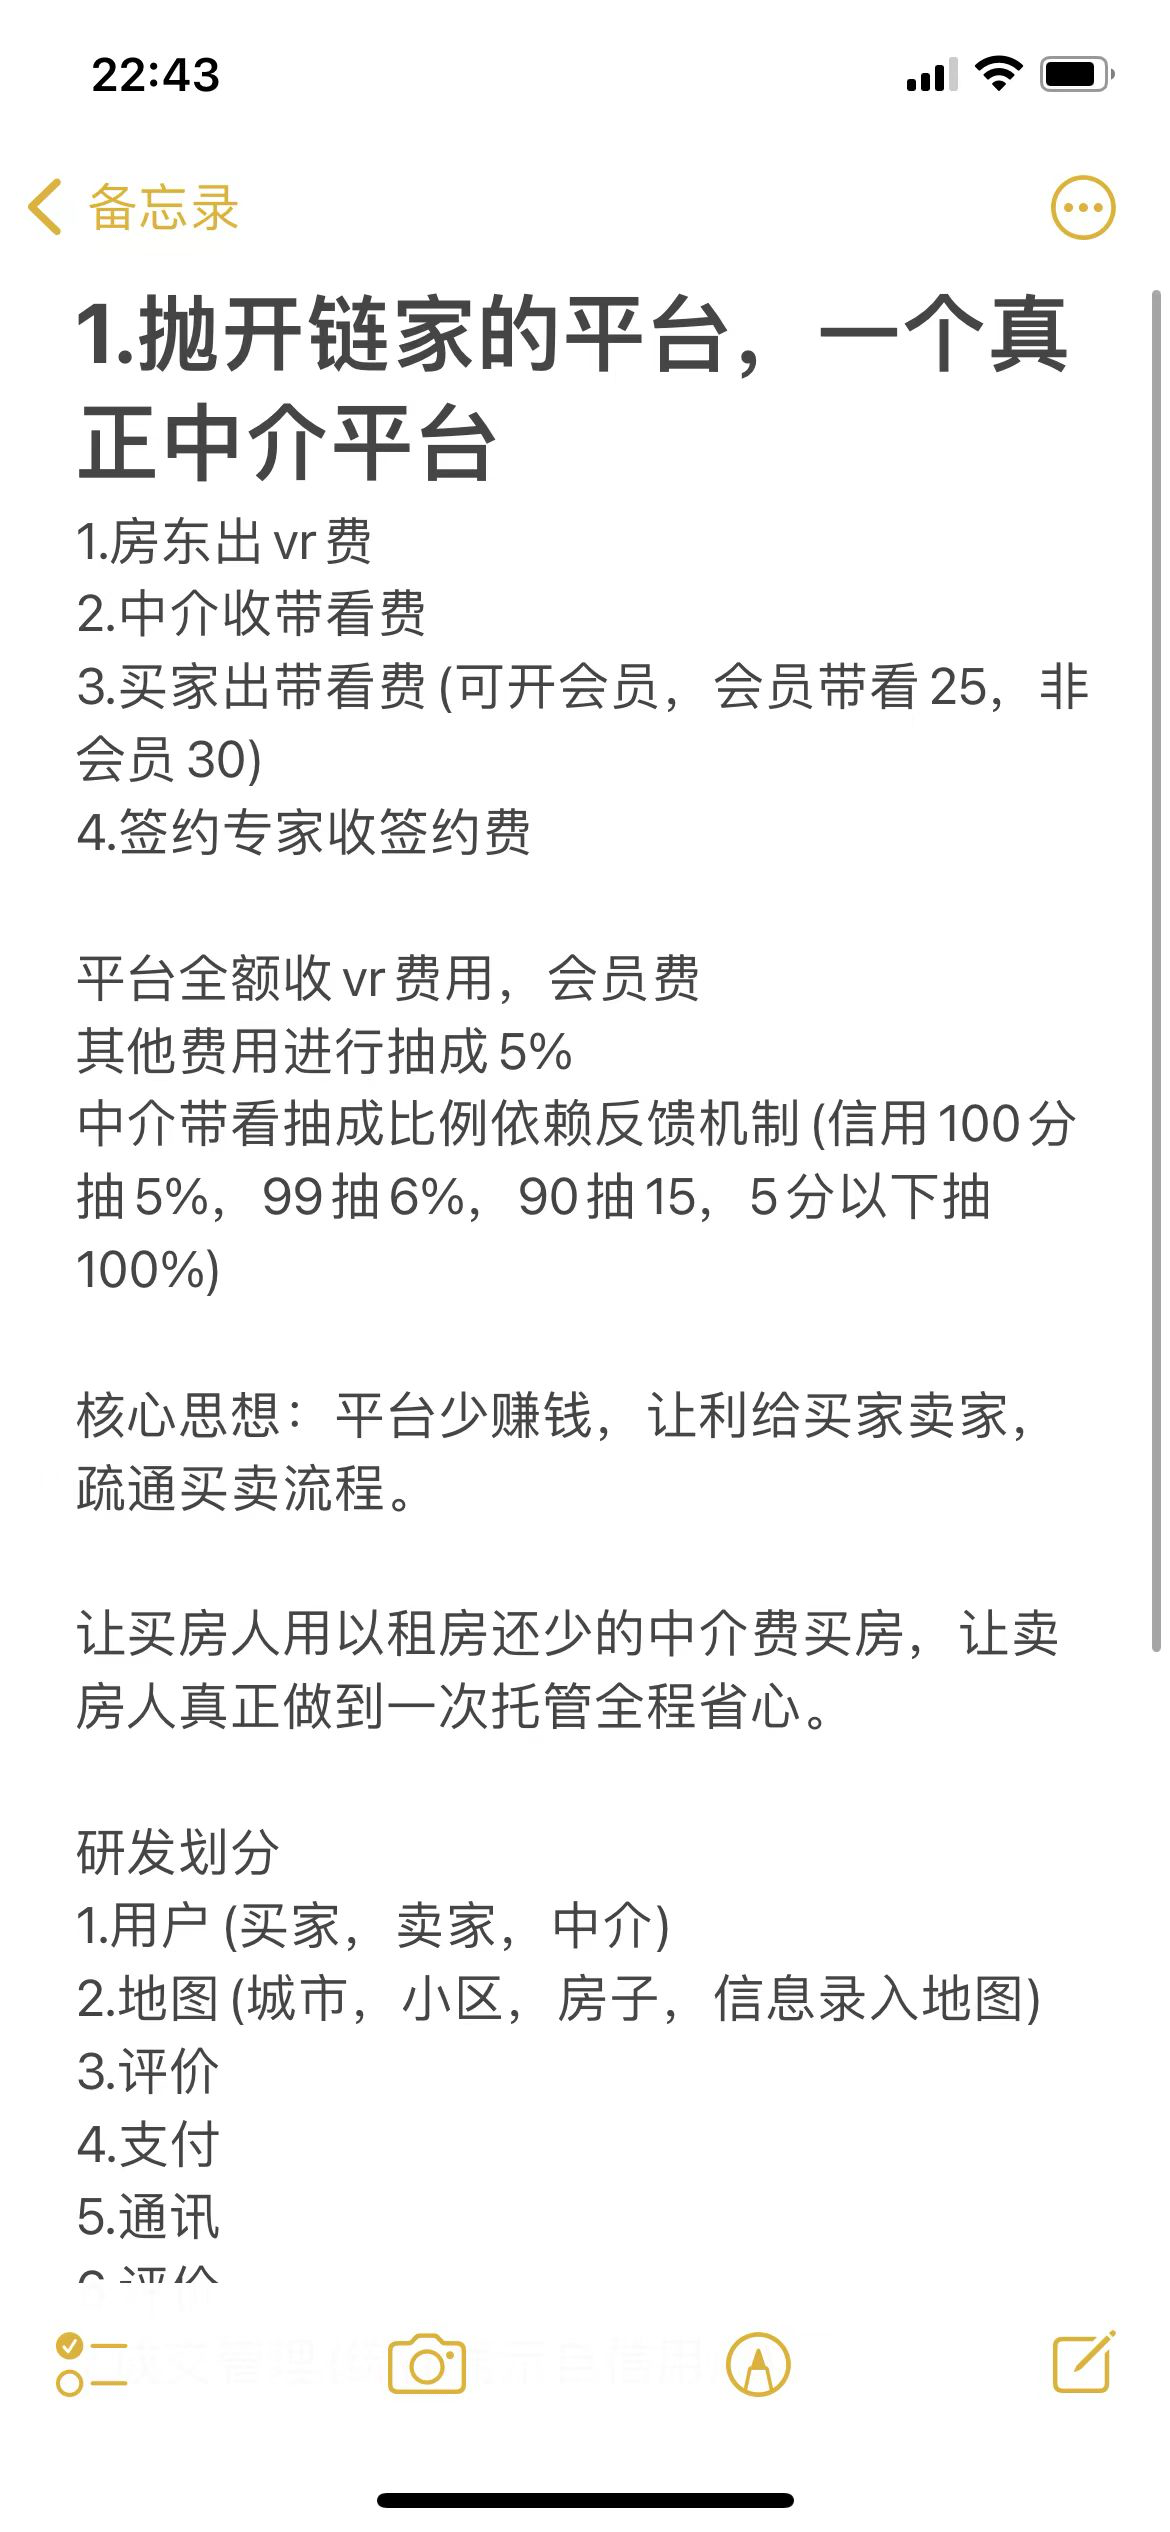 22:43
备忘录
1.抛开链家的平台，一个真
正中介平台
1.房东出vr费
2.中介收带看费
3.买家出带看费(可开会员，会员带看25，非
会员30)
4.签约专家收签约费
平台全额收vr费用，会员费
其他费用进行抽成5%
中介带看抽成比例依赖反馈机制(信用100分
抽5%，99抽6%，90抽15，5分以下抽
100%)
核心思想：平台少赚钱，让利给买家卖家，
疏通买卖流程。
让买房人用以租房还少的中介费买房，让卖
房人真正做到一次托管全程省心。
研发划分
1.用户(买家，卖家，中介)
2.地图(城市，小区，房子，信息录入地图)
3.评价
4.支付
5.通讯
6.评价